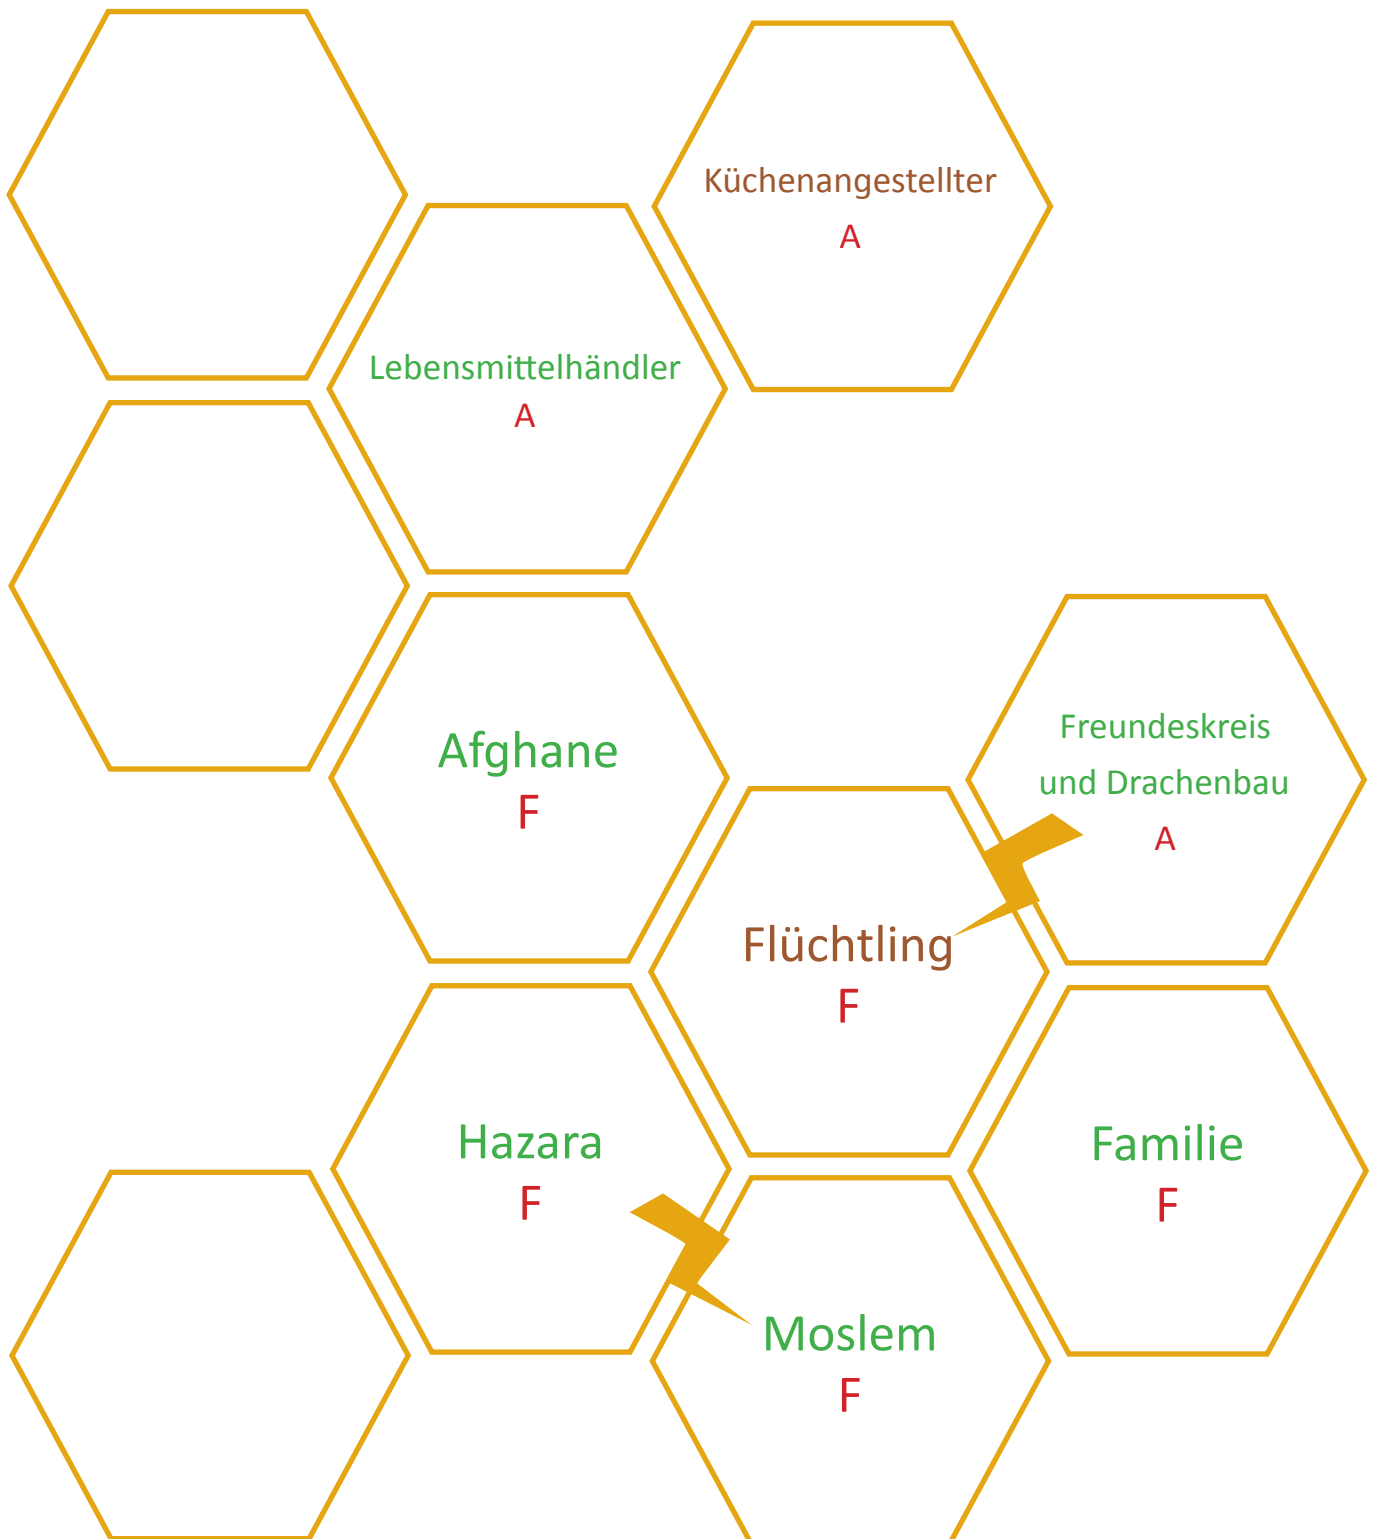 Küchenangestellter
A
Lebensmittelhändler
A
Freundeskreis
und Drachenbau
A
Afghane
F
Flüchtling
F
Hazara
F
Familie
F
Moslem
F